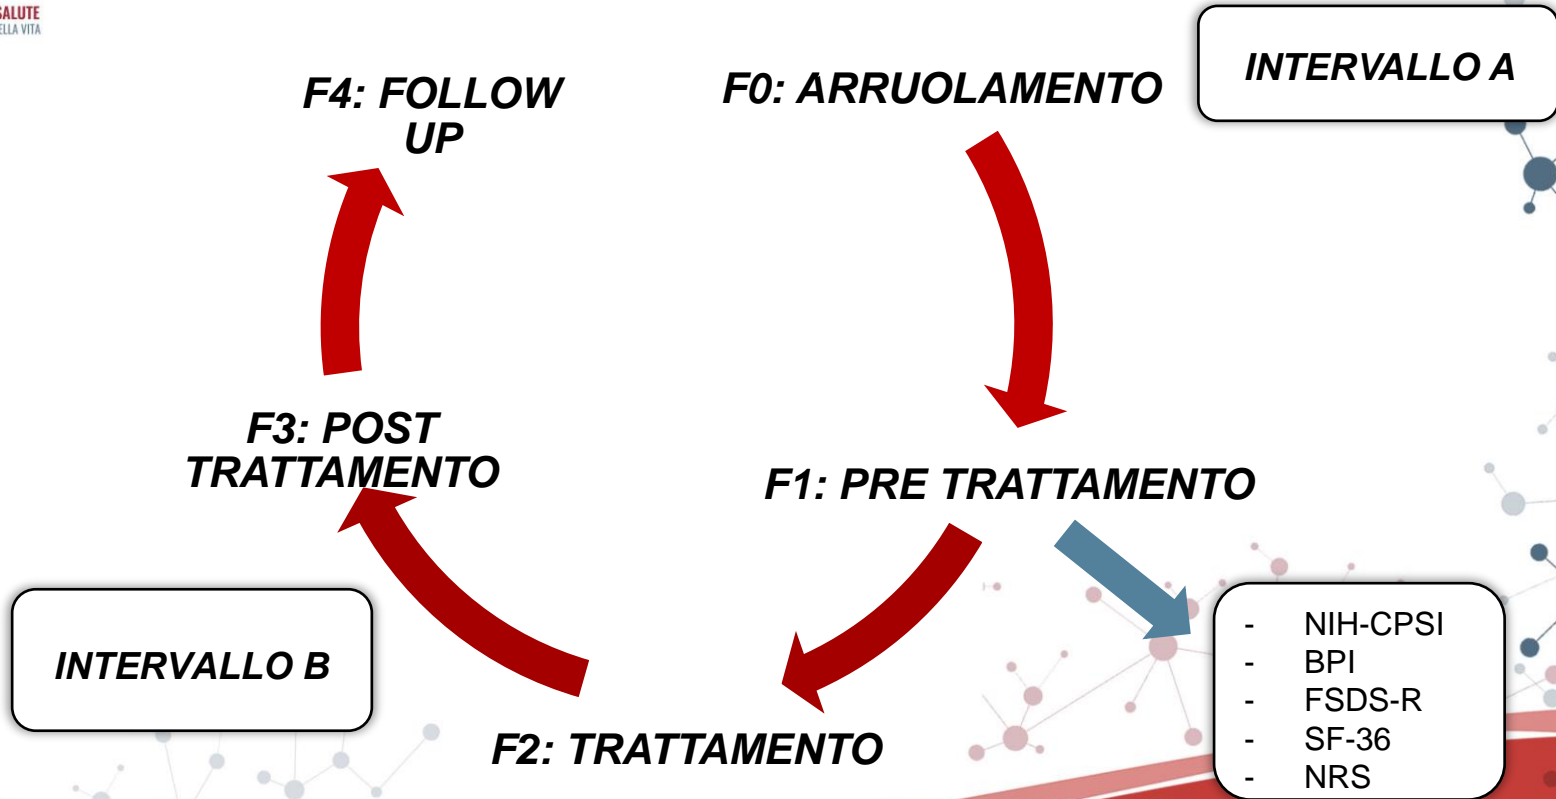 SALUTE
ELLA VITA
INTERVALLO A
F0: ARRUOLAMENTO
F4: FOLLOW
UP
F3: POST
TRATTAMENTO
F1: PRE TRATTAMENTO
INTERVALLO B
F2: TRATTAMENTO
- NIH-CPSI
- BPI
- FSDS-R
- SF-36
- NRS